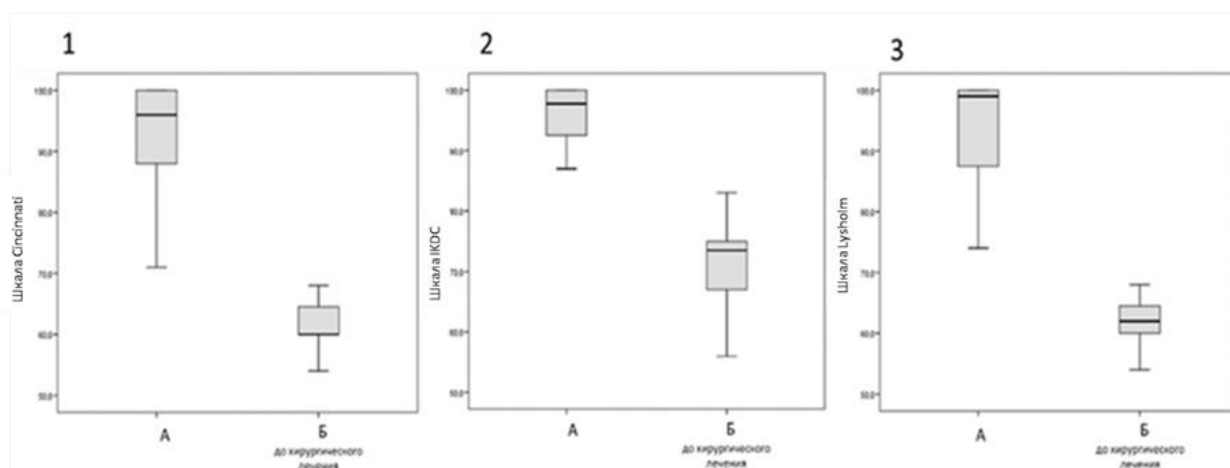 1
Шкала Cincinnati
100,0
90,0
80,0
70,0
60,0
50,0
А
Б
до хирургического
лечения
2
Шкала IKDC
100,0
90,0
80,0
70,0
60,0
50,0
А
Б
до хирургического
лечения
3
Шкала Lysholm
100,0
90,0
80,0
70,0
60,0
50,0
А
Б
до хирургического
лечения